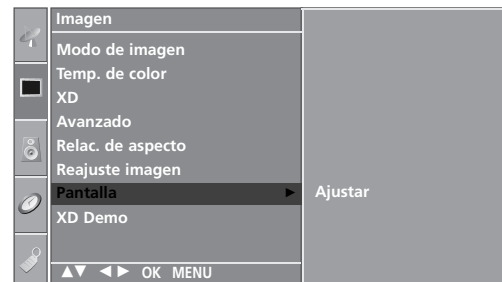 Imagen
Modo de imagen
Temp. de color
XD
Avanzado
Relac. de aspecto
Reajuste imagen
Pantalla ► Ajustar
XD Demo
▲▼ ◄► OK MENU